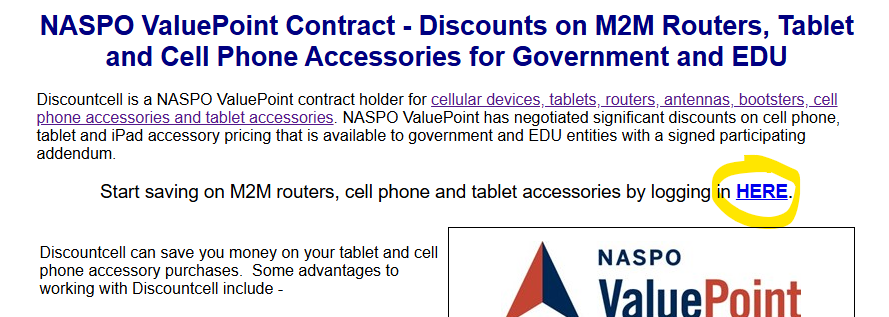 NASPO ValuePoint Contract - Discounts on M2M Routers, Tablet
and Cell Phone Accessories for Government and EDU
Discountcell is a NASPO ValuePoint contract holder for cellular devices, tablets, routers, antennas, bootsters, cell
phone accessories and tablet accessories. NASPO ValuePoint has negotiated significant discounts on cell phone,
tablet and iPad accessory pricing that is available to government and EDU entities with a signed participating
addendum.
Start saving on M2M routers, cell phone and tablet accessories by logging in HERE.
Discountcell can save you money on your tablet and cell
phone accessory purchases.  Some advantages to
working with Discountcell include -
NASPO
ValuePoint